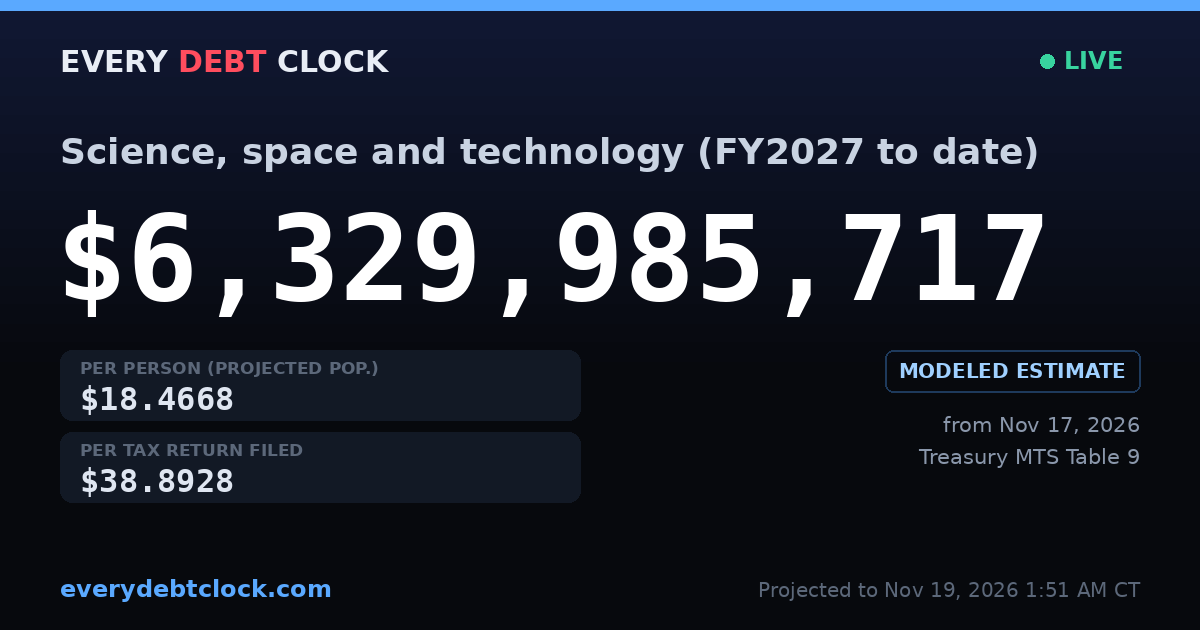 EVERY DEBT CLOCK
LIVE
Science, space and technology (FY2027 to date)
$6,329,985,717
PER PERSON (PROJECTED POP.)
$18.4668
PER TAX RETURN FILED
$38.8928
MODELED ESTIMATE
from Nov 17, 2026
Treasury MTS Table 9
everydebtclock.com
Projected to Nov 19, 2026 1:51 AM CT